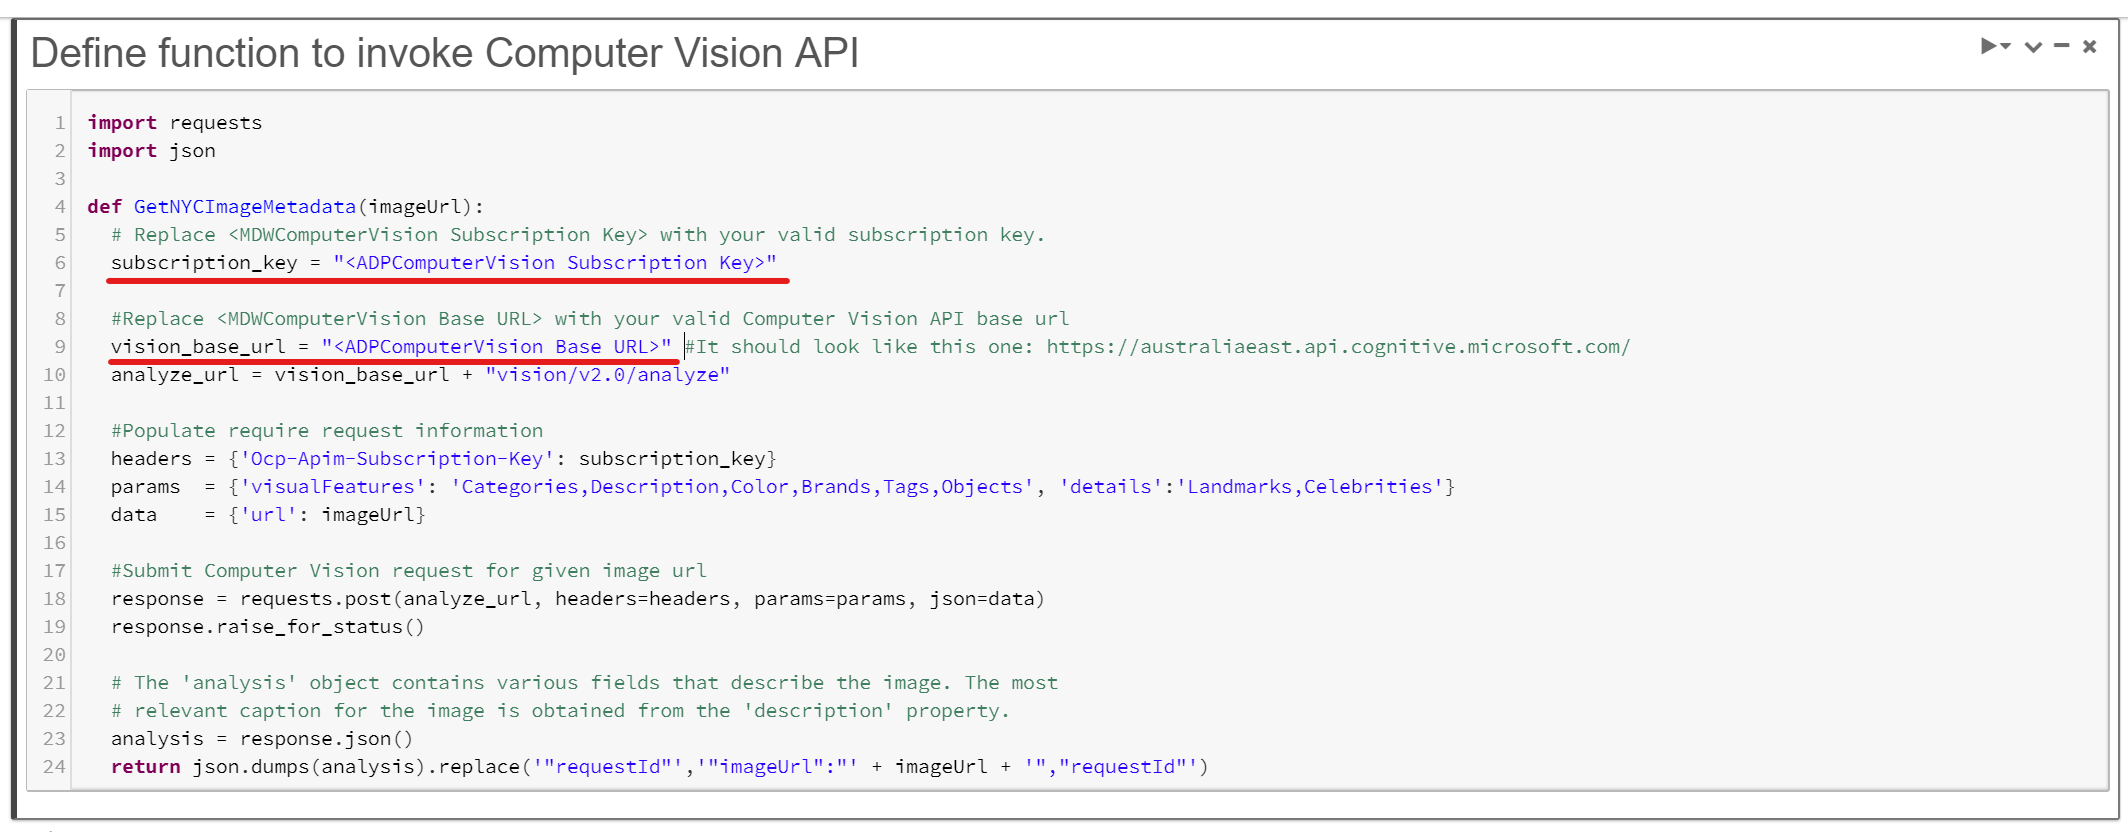 Define function to invoke Computer Vision API
1 import requests
2 import json
3
4 def GetNYCImageMetadata(imageUrl):
5   # Replace <MDWComputerVision Subscription Key> with your valid subscription key.
6   subscription_key = "<ADPComputerVision Subscription Key>"
7
8   #Replace <MDWComputerVision Base URL> with your valid Computer Vision API base url
9   vision_base_url = "<ADPComputerVision Base URL>" #It should look like this one: https://australiaeast.api.cognitive.microsoft.com/
10   analyze_url = vision_base_url + "vision/v2.0/analyze"
11
12   #Populate require request information
13   headers = {'Ocp-Apim-Subscription-Key': subscription_key}
14   params  = {'visualFeatures': 'Categories,Description,Color,Brands,Tags,Objects', 'details':'Landmarks,Celebrities'}
15   data    = {'url': imageUrl}
16
17   #Submit Computer Vision request for given image url
18   response = requests.post(analyze_url, headers=headers, params=params, json=data)
19   response.raise_for_status()
20
21   # The 'analysis' object contains various fields that describe the image. The most
22   # relevant caption for the image is obtained from the 'description' property.
23   analysis = response.json()
24   return json.dumps(analysis).replace('"requestId"','"imageUrl":"' + imageUrl + '","requestId"')